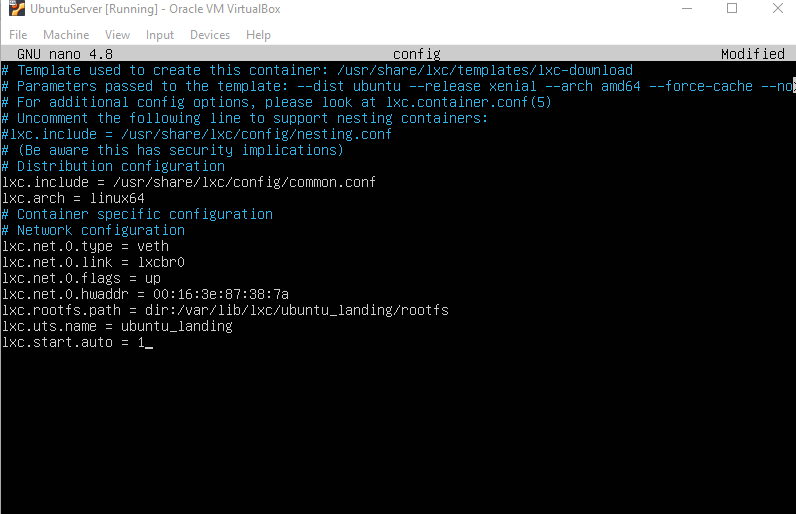 UbuntuServer [Running] - Oracle VM VirtualBox
File Machine View Input Devices Help
GNU nano 4.8 config Modified
# Template used to create this container: /usr/share/lxc/templates/lxc-download
# Parameters passed to the template: --dist ubuntu --release xenial --arch amd64 --force-cache --no>
# For additional config options, please look at lxc.container.conf(5)
# Uncomment the following line to support nesting containers:
#lxc.include = /usr/share/lxc/config/nesting.conf
# (Be aware this has security implications)
# Distribution configuration
lxc.include = /usr/share/lxc/config/common.conf
lxc.arch = linux64
# Container specific configuration
# Network configuration
lxc.net.0.type = veth
lxc.net.0.link = lxcbr0
lxc.net.0.flags = up
lxc.net.0.hwaddr = 00:16:3e:87:38:7a
lxc.rootfs.path = dir:/var/lib/lxc/ubuntu_landing/rootfs
lxc.uts.name = ubuntu_landing
lxc.start.auto = 1